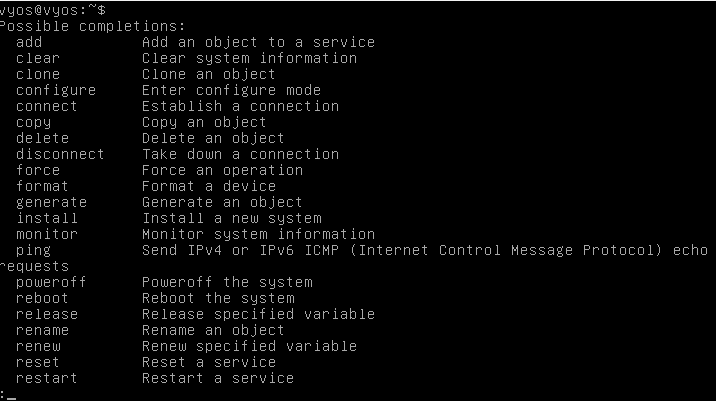 vyos@vyos:~$
Possible completions:
  add           Add an object to a service
  clear         Clear system information
  clone         Clone an object
  configure     Enter configure mode
  connect       Establish a connection
  copy          Copy an object
  delete        Delete an object
  disconnect    Take down a connection
  force         Force an operation
  format        Format a device
  generate      Generate an object
  install       Install a new system
  monitor       Monitor system information
  ping          Send IPv4 or IPv6 ICMP (Internet Control Message Protocol) echo
requests
  poweroff      Poweroff the system
  reboot        Reboot the system
  release       Release specified variable
  rename        Rename an object
  renew         Renew specified variable
  reset         Reset a service
  restart       Restart a service
:_